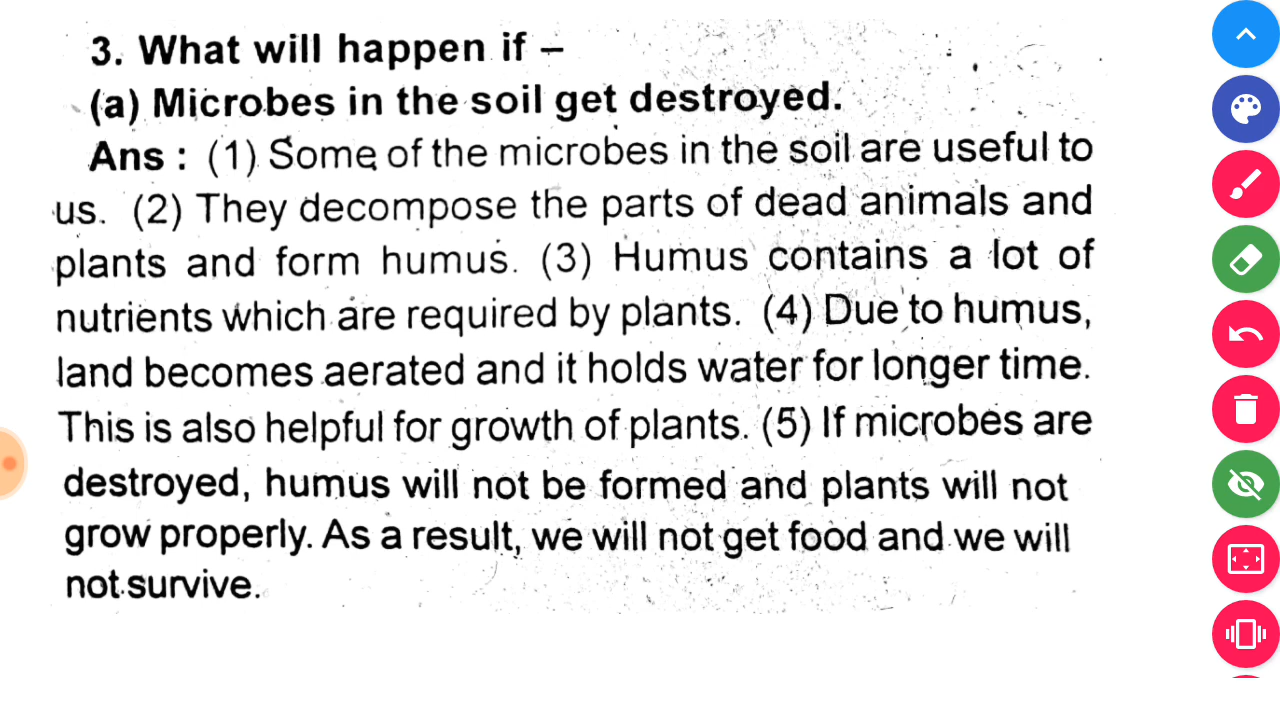 3. What will happen if –
(a) Microbes in the soil get destroyed.
Ans : (1) Some of the microbes in the soil are useful to
us. (2) They decompose the parts of dead animals and
plants and form humus. (3) Humus contains a lot of
nutrients which are required by plants. (4) Due to humus,
land becomes aerated and it holds water for longer time.
This is also helpful for growth of plants. (5) If microbes are
destroyed, humus will not be formed and plants will not
grow properly. As a result, we will not get food and we will
not survive.